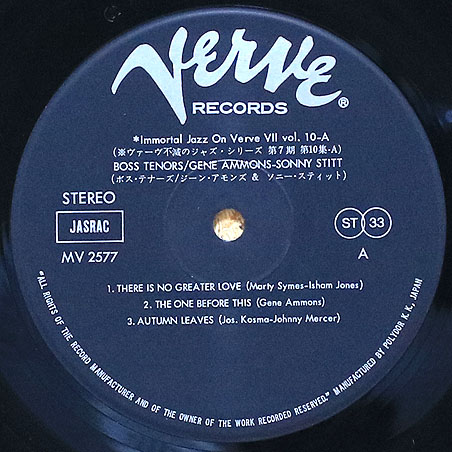 Verve
RECORDS ®
*Immortal Jazz On Verve VII vol. 10-A
(※ヴァーヴ不滅のジャズ・シリーズ 第7期 第10集-A)
BOSS TENORS/GENE AMMONS-SONNY STITT
(ボス・テナーズ/ジーン・アモンズ & ソニー・スティット)
STEREO
JASRAC
MV 2577
ST 33
A
1. THERE IS NO GREATER LOVE (Marty Symes-Isham Jones)
2. THE ONE BEFORE THIS (Gene Ammons)
3. AUTUMN LEAVES (Jos. Kosma-Johnny Mercer)
"ALL RIGHTS OF THE RECORD MANUFACTURER AND OF THE OWNER OF THE WORK RECORDED RESERVED." MANUFACTURED BY POLYDOR K. K., JAPAN